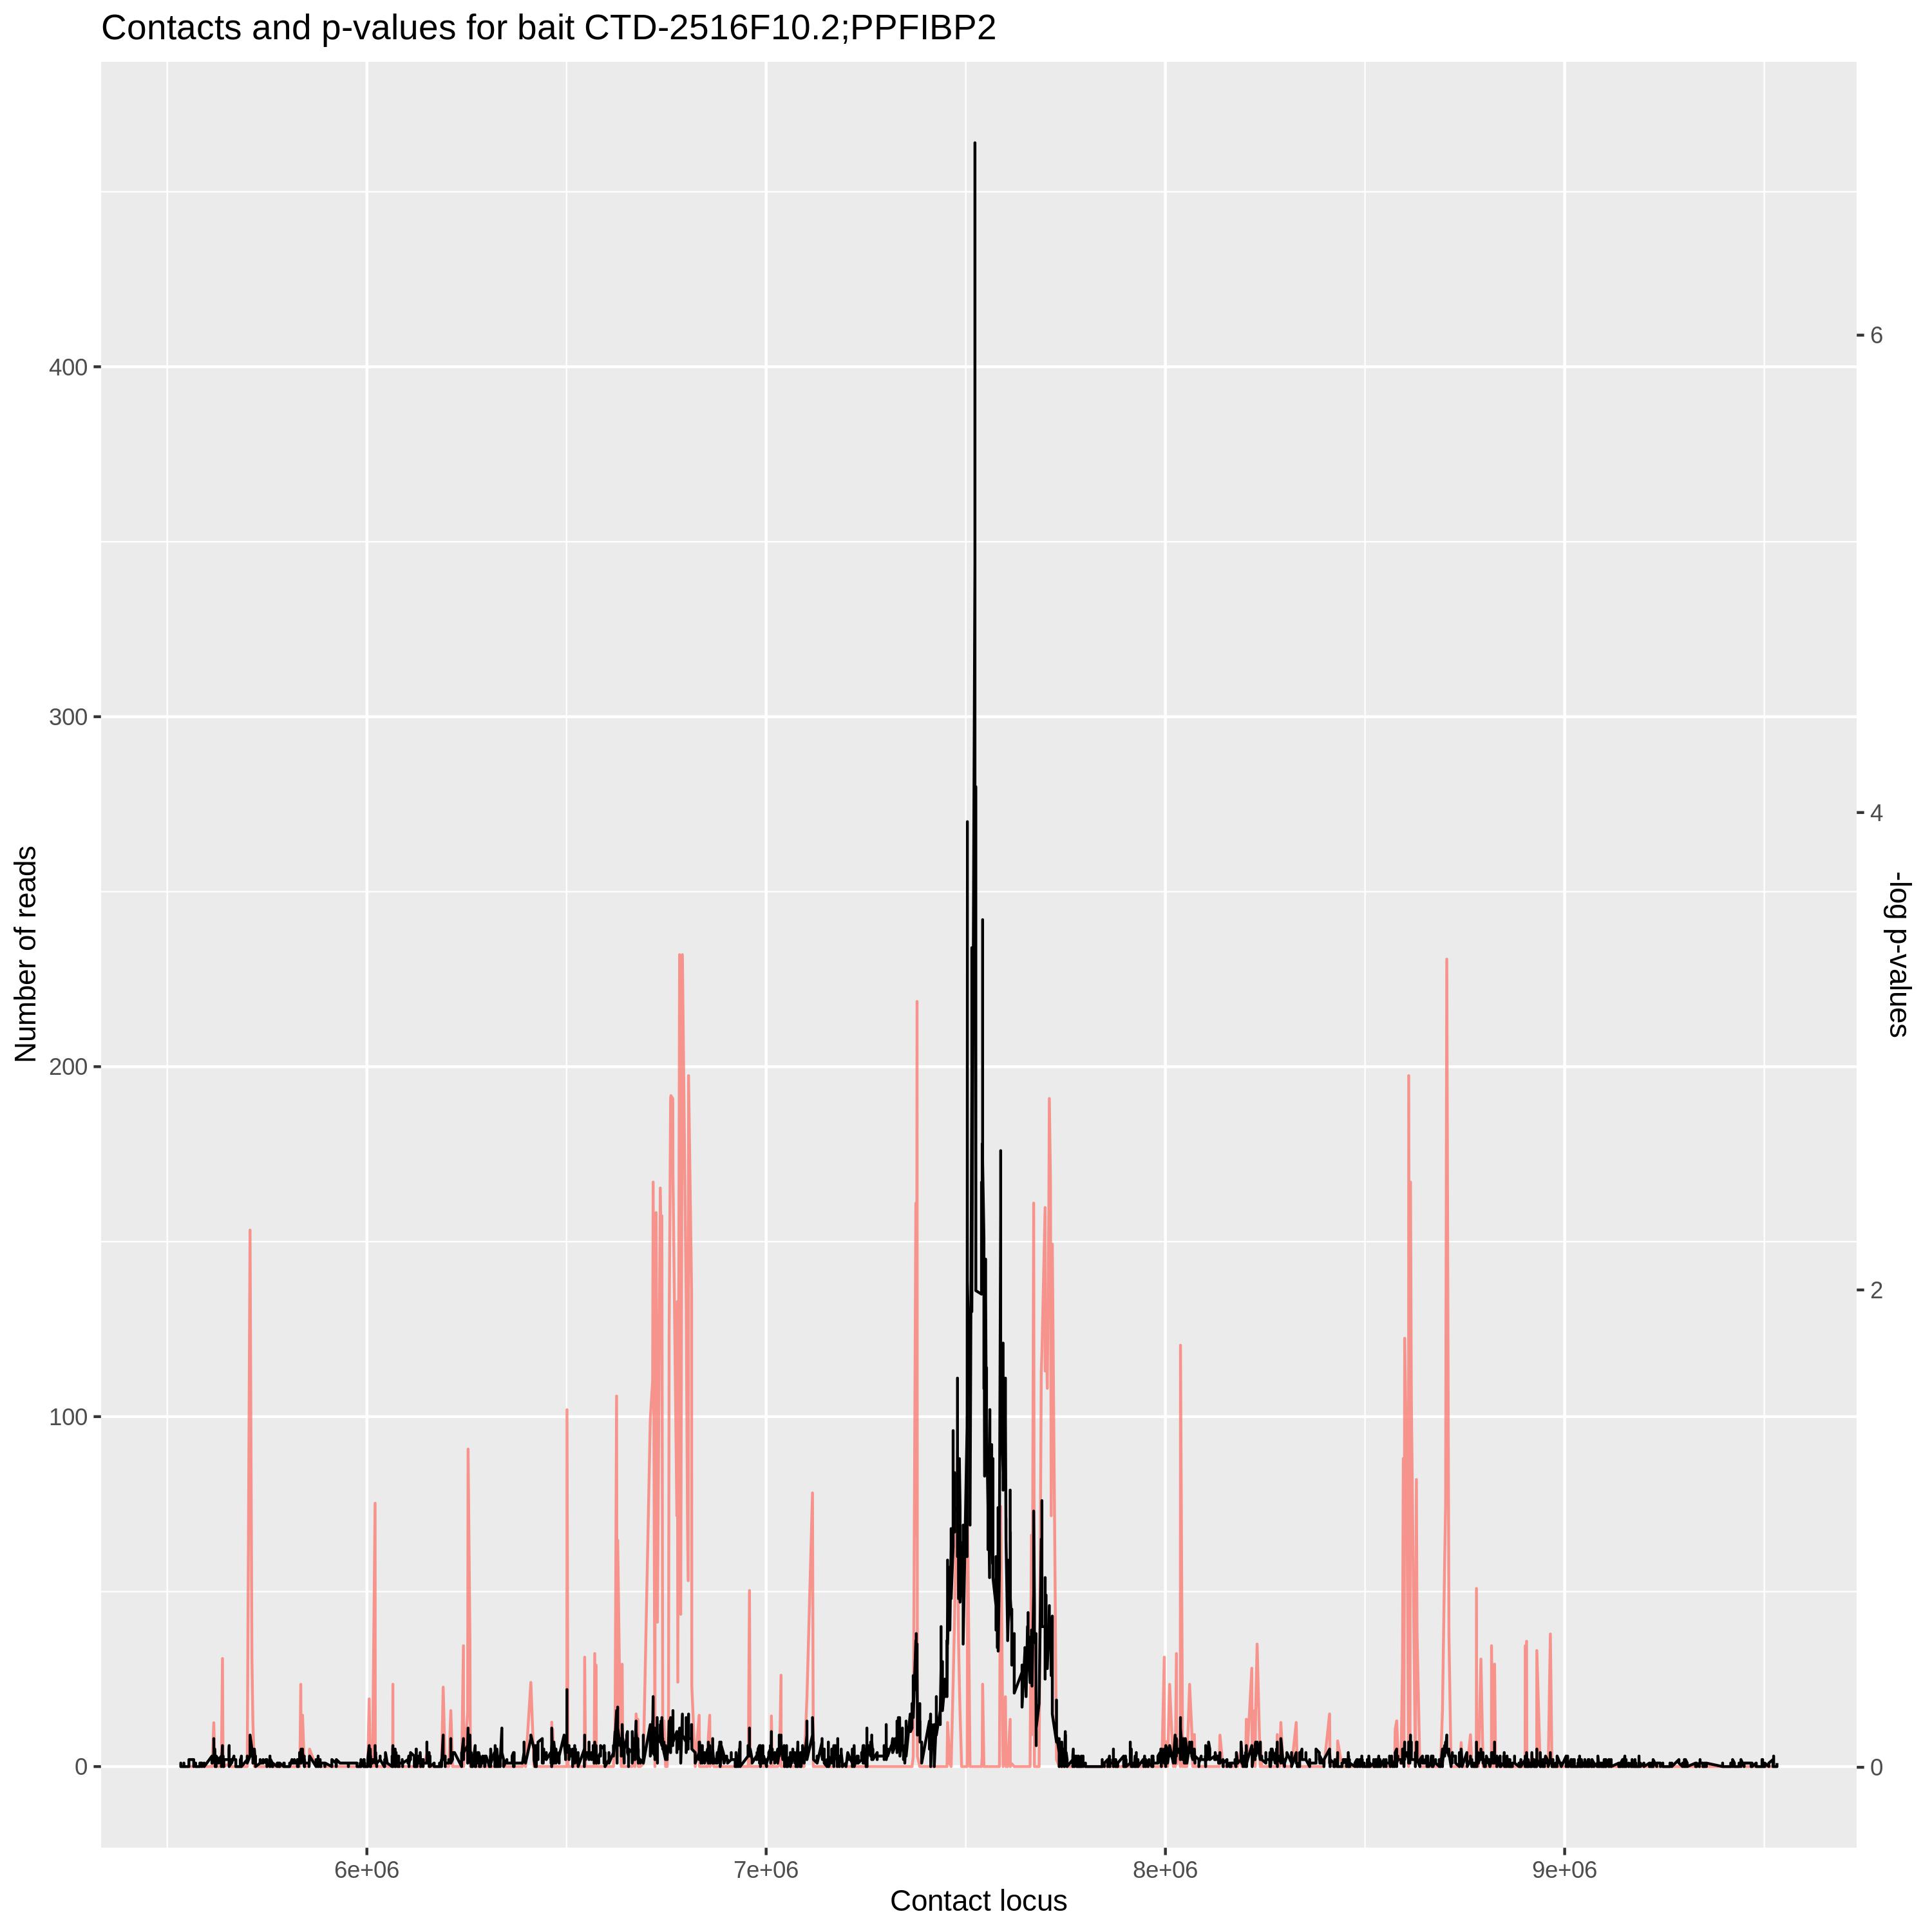 Contacts and p-values for bait CTD-2516F10.2;PPFIBP2
Number of reads
400
300
200
100
0
6
4
2
0
-log p-values
6e+06
7e+06
8e+06
9e+06
Contact locus